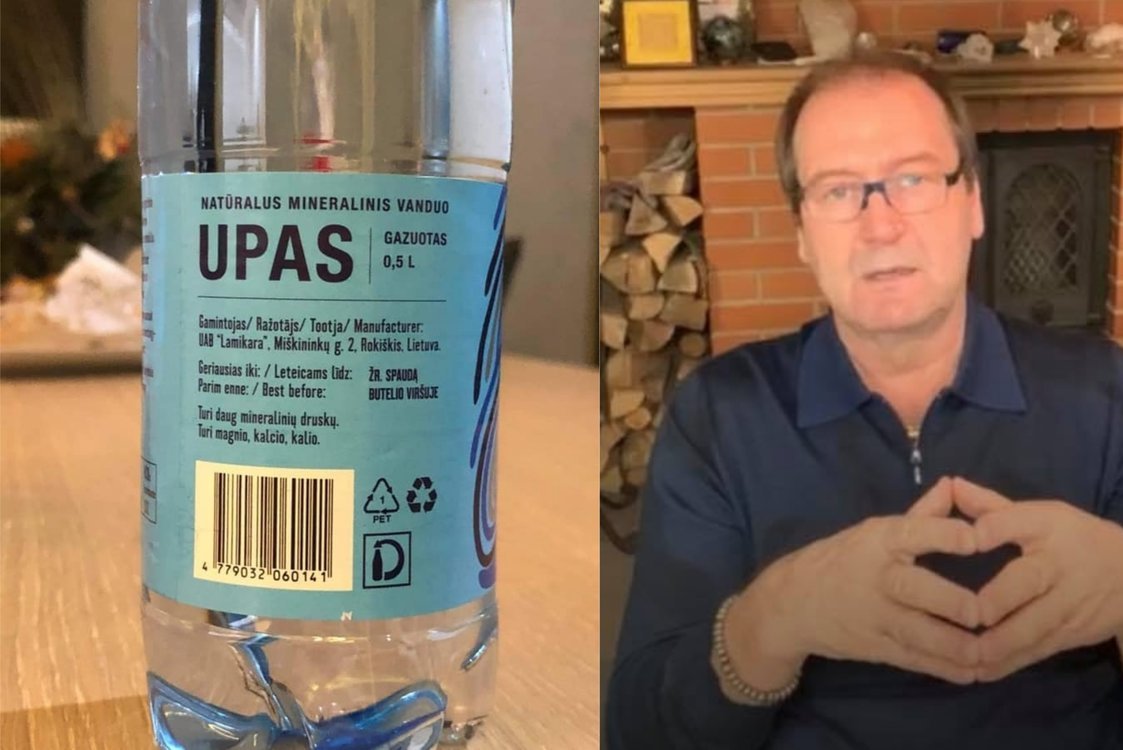 NATŪRALUS MINERALINIS VANDUO
UPAS
GAZUOTAS
0,5 L
Gamintojas/ Ražotājs/ Tootja/ Manufacturer:
UAB "Lamikara", Miškininkų g. 2, Rokiškis, Lietuva.
Geriausias iki: / Leteicams līdz:
Parim enne: / Best before:
ŽR. SPAUDĄ
BUTELIO VIRŠUJE
Turi daug mineralinių druskų.
Turi magnio, kalcio, kalio.
1
PET
D
4 779032 060141